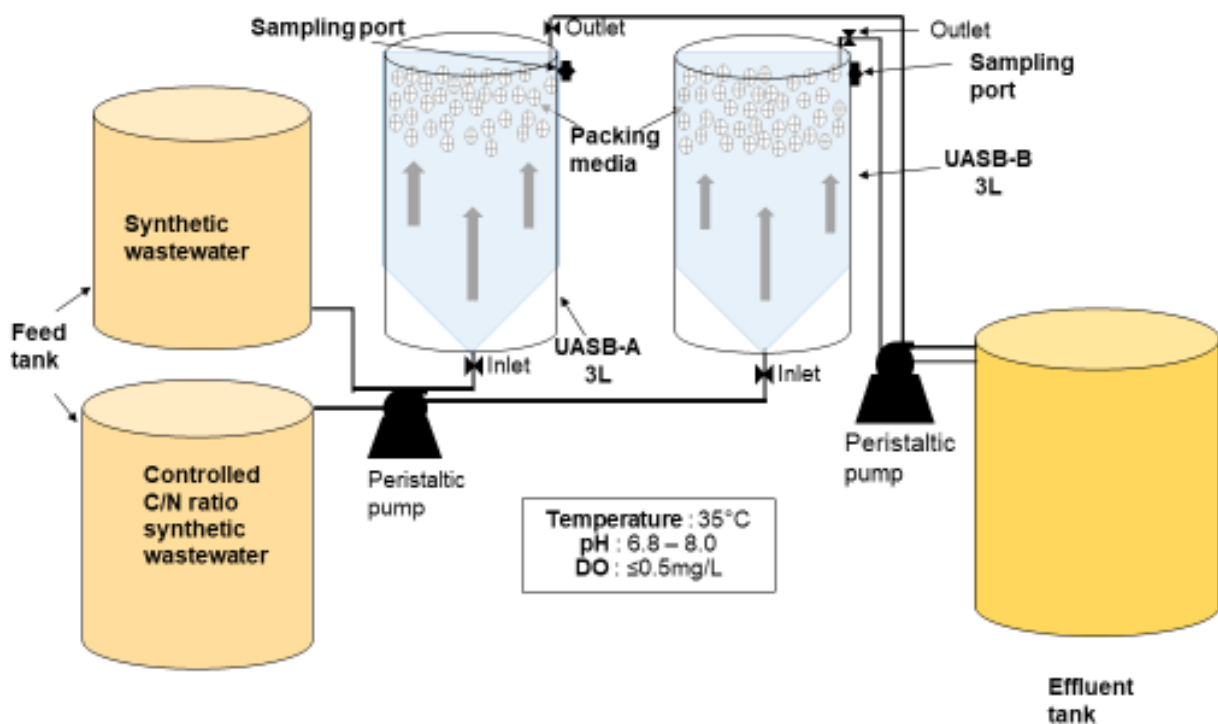 Sampling port
Outlet
Outlet
Sampling
port
Packing
media
UASB-B
3L
Synthetic
wastewater
Feed
tank
UASB-A
3L
Inlet
Inlet
Controlled
C/N ratio
synthetic
wastewater
Peristaltic
pump
Peristaltic
pump
Temperature : 35°C
pH : 6.8 – 8.0
DO : ≤0.5mg/L
Effluent
tank